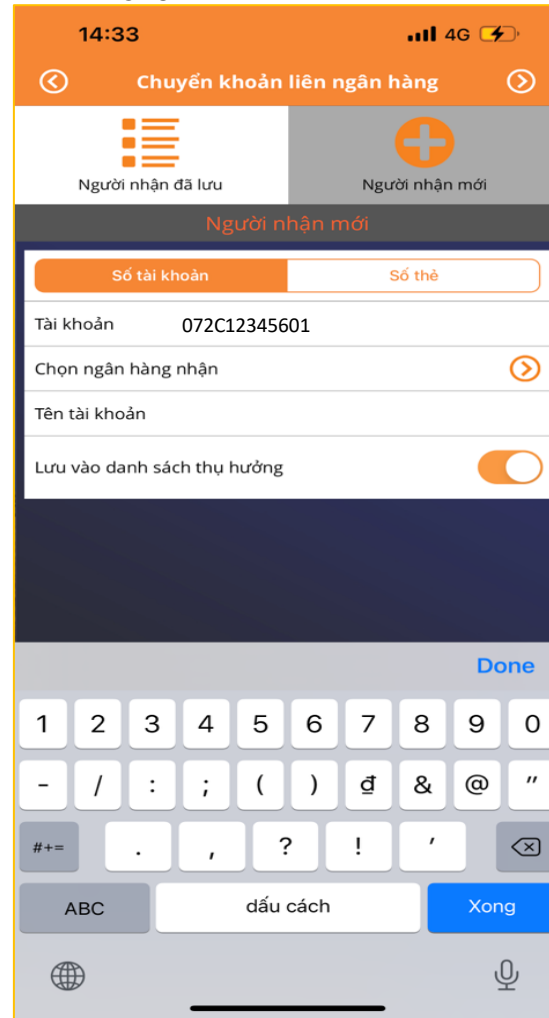 14:33 4G
Chuyển khoản liên ngân hàng
Người nhận đã lưu Người nhận mới
Người nhận mới
Số tài khoản Số thẻ
Tài khoản 072C12345601
Chọn ngân hàng nhận
Tên tài khoản
Lưu vào danh sách thụ hưởng
Done
1 2 3 4 5 6 7 8 9 0
- / : ; ( ) ₫ & @ "
#+= . , ? ! '
ABC dấu cách Xong